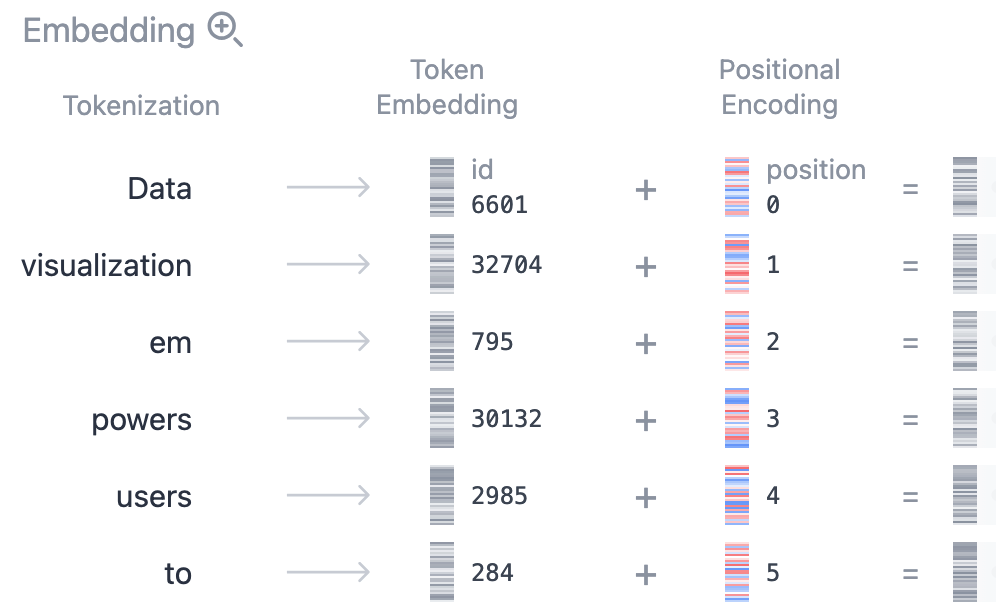 Embedding
Token Embedding
Positional Encoding
Tokenization
Data id 6601 + position 0 =
visualization 32704 + 1 =
em 795 + 2 =
powers 30132 + 3 =
users 2985 + 4 =
to 284 + 5 =